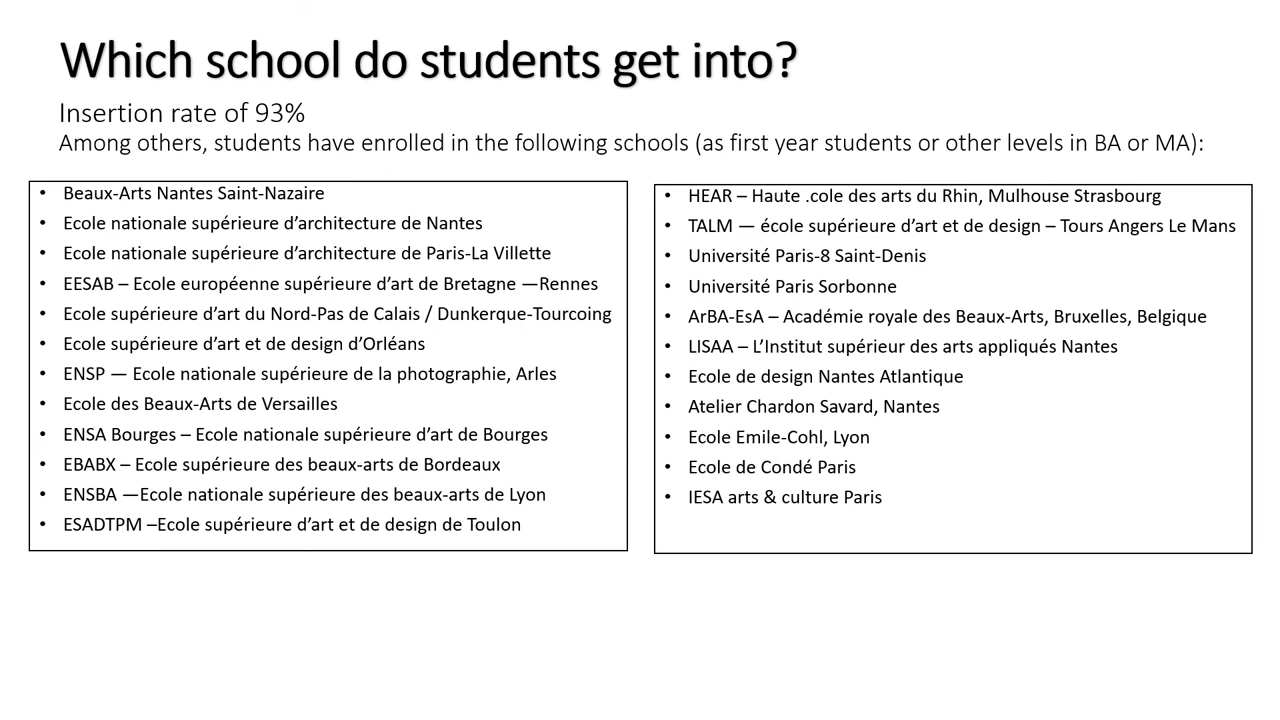 Which school do students get into?
Insertion rate of 93%
Among others, students have enrolled in the following schools (as first year students or other levels in BA or MA):
• Beaux-Arts Nantes Saint-Nazaire
• Ecole nationale supérieure d’architecture de Nantes
• Ecole nationale supérieure d’architecture de Paris-La Villette
• EESAB – Ecole européenne supérieure d’art de Bretagne —Rennes
• Ecole supérieure d’art du Nord-Pas de Calais / Dunkerque-Tourcoing
• Ecole supérieure d’art et de design d’Orléans
• ENSP — Ecole nationale supérieure de la photographie, Arles
• Ecole des Beaux-Arts de Versailles
• ENSA Bourges – Ecole nationale supérieure d’art de Bourges
• EBABX – Ecole supérieure des beaux-arts de Bordeaux
• ENSBA —Ecole nationale supérieure des beaux-arts de Lyon
• ESADTPM –Ecole supérieure d’art et de design de Toulon
• HEAR – Haute .cole des arts du Rhin, Mulhouse Strasbourg
• TALM — école supérieure d’art et de design – Tours Angers Le Mans
• Université Paris-8 Saint-Denis
• Université Paris Sorbonne
• ArBA-EsA – Académie royale des Beaux-Arts, Bruxelles, Belgique
• LISAA – L’Institut supérieur des arts appliqués Nantes
• Ecole de design Nantes Atlantique
• Atelier Chardon Savard, Nantes
• Ecole Emile-Cohl, Lyon
• Ecole de Condé Paris
• IESA arts & culture Paris